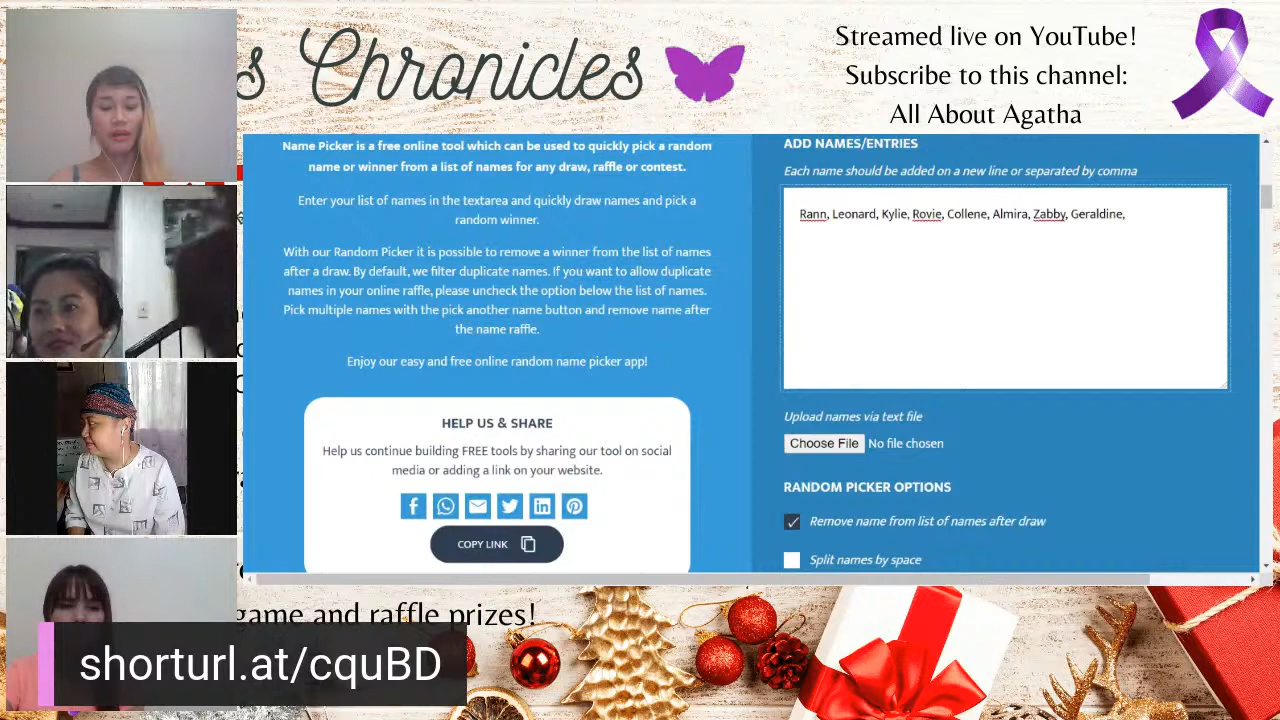 s Chronicles
Streamed live on YouTube!
Subscribe to this channel:
All About Agatha
Name Picker is a free online tool which can be used to quickly pick a random
name or winner from a list of names for any draw, raffle or contest.
Enter your list of names in the textarea and quickly draw names and pick a
random winner.
With our Random Picker it is possible to remove a winner from the list of names
after a draw. By default, we filter duplicate names. If you want to allow duplicate
names in your online raffle, please uncheck the option below the list of names.
Pick multiple names with the pick another name button and remove name after
the name raffle.
Enjoy our easy and free online random name picker app!
HELP US & SHARE
Help us continue building FREE tools by sharing our tool on social
media or adding a link on your website.
COPY LINK
ADD NAMES/ENTRIES
Each name should be added on a new line or separated by comma
Rann, Leonard, Kylie, Rovie, Collene, Almira, Zabby, Geraldine,
Upload names via text file
Choose File No file chosen
RANDOM PICKER OPTIONS
Remove name from list of names after draw
Split names by space
game and raffle prizes!
shorturl.at/cquBD